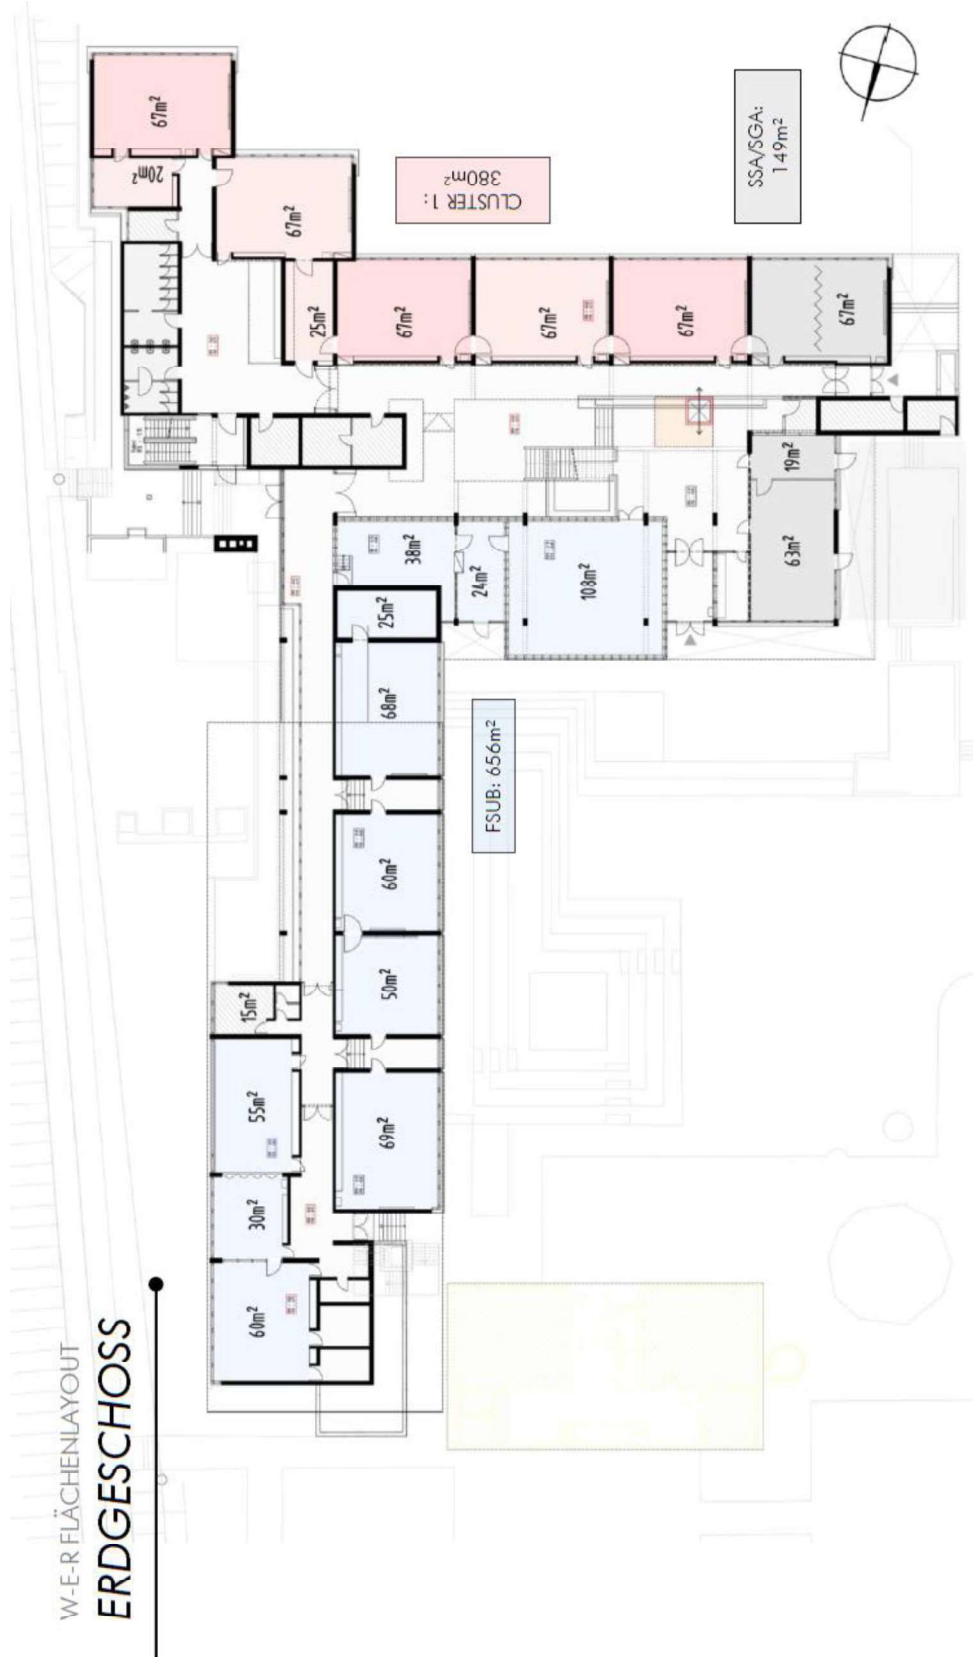 W-E-R FLÄCHENLAYOUT
ERDGESCHOSS
67m²
20m²
67m²
25m²
67m²
67m²
67m²
67m²
CLUSTER 1:
380m²
SSA/SGA:
149m²
19m²
63m²
38m²
24m²
108m²
25m²
68m²
FSUB: 656m²
60m²
50m²
15m²
55m²
69m²
30m²
60m²